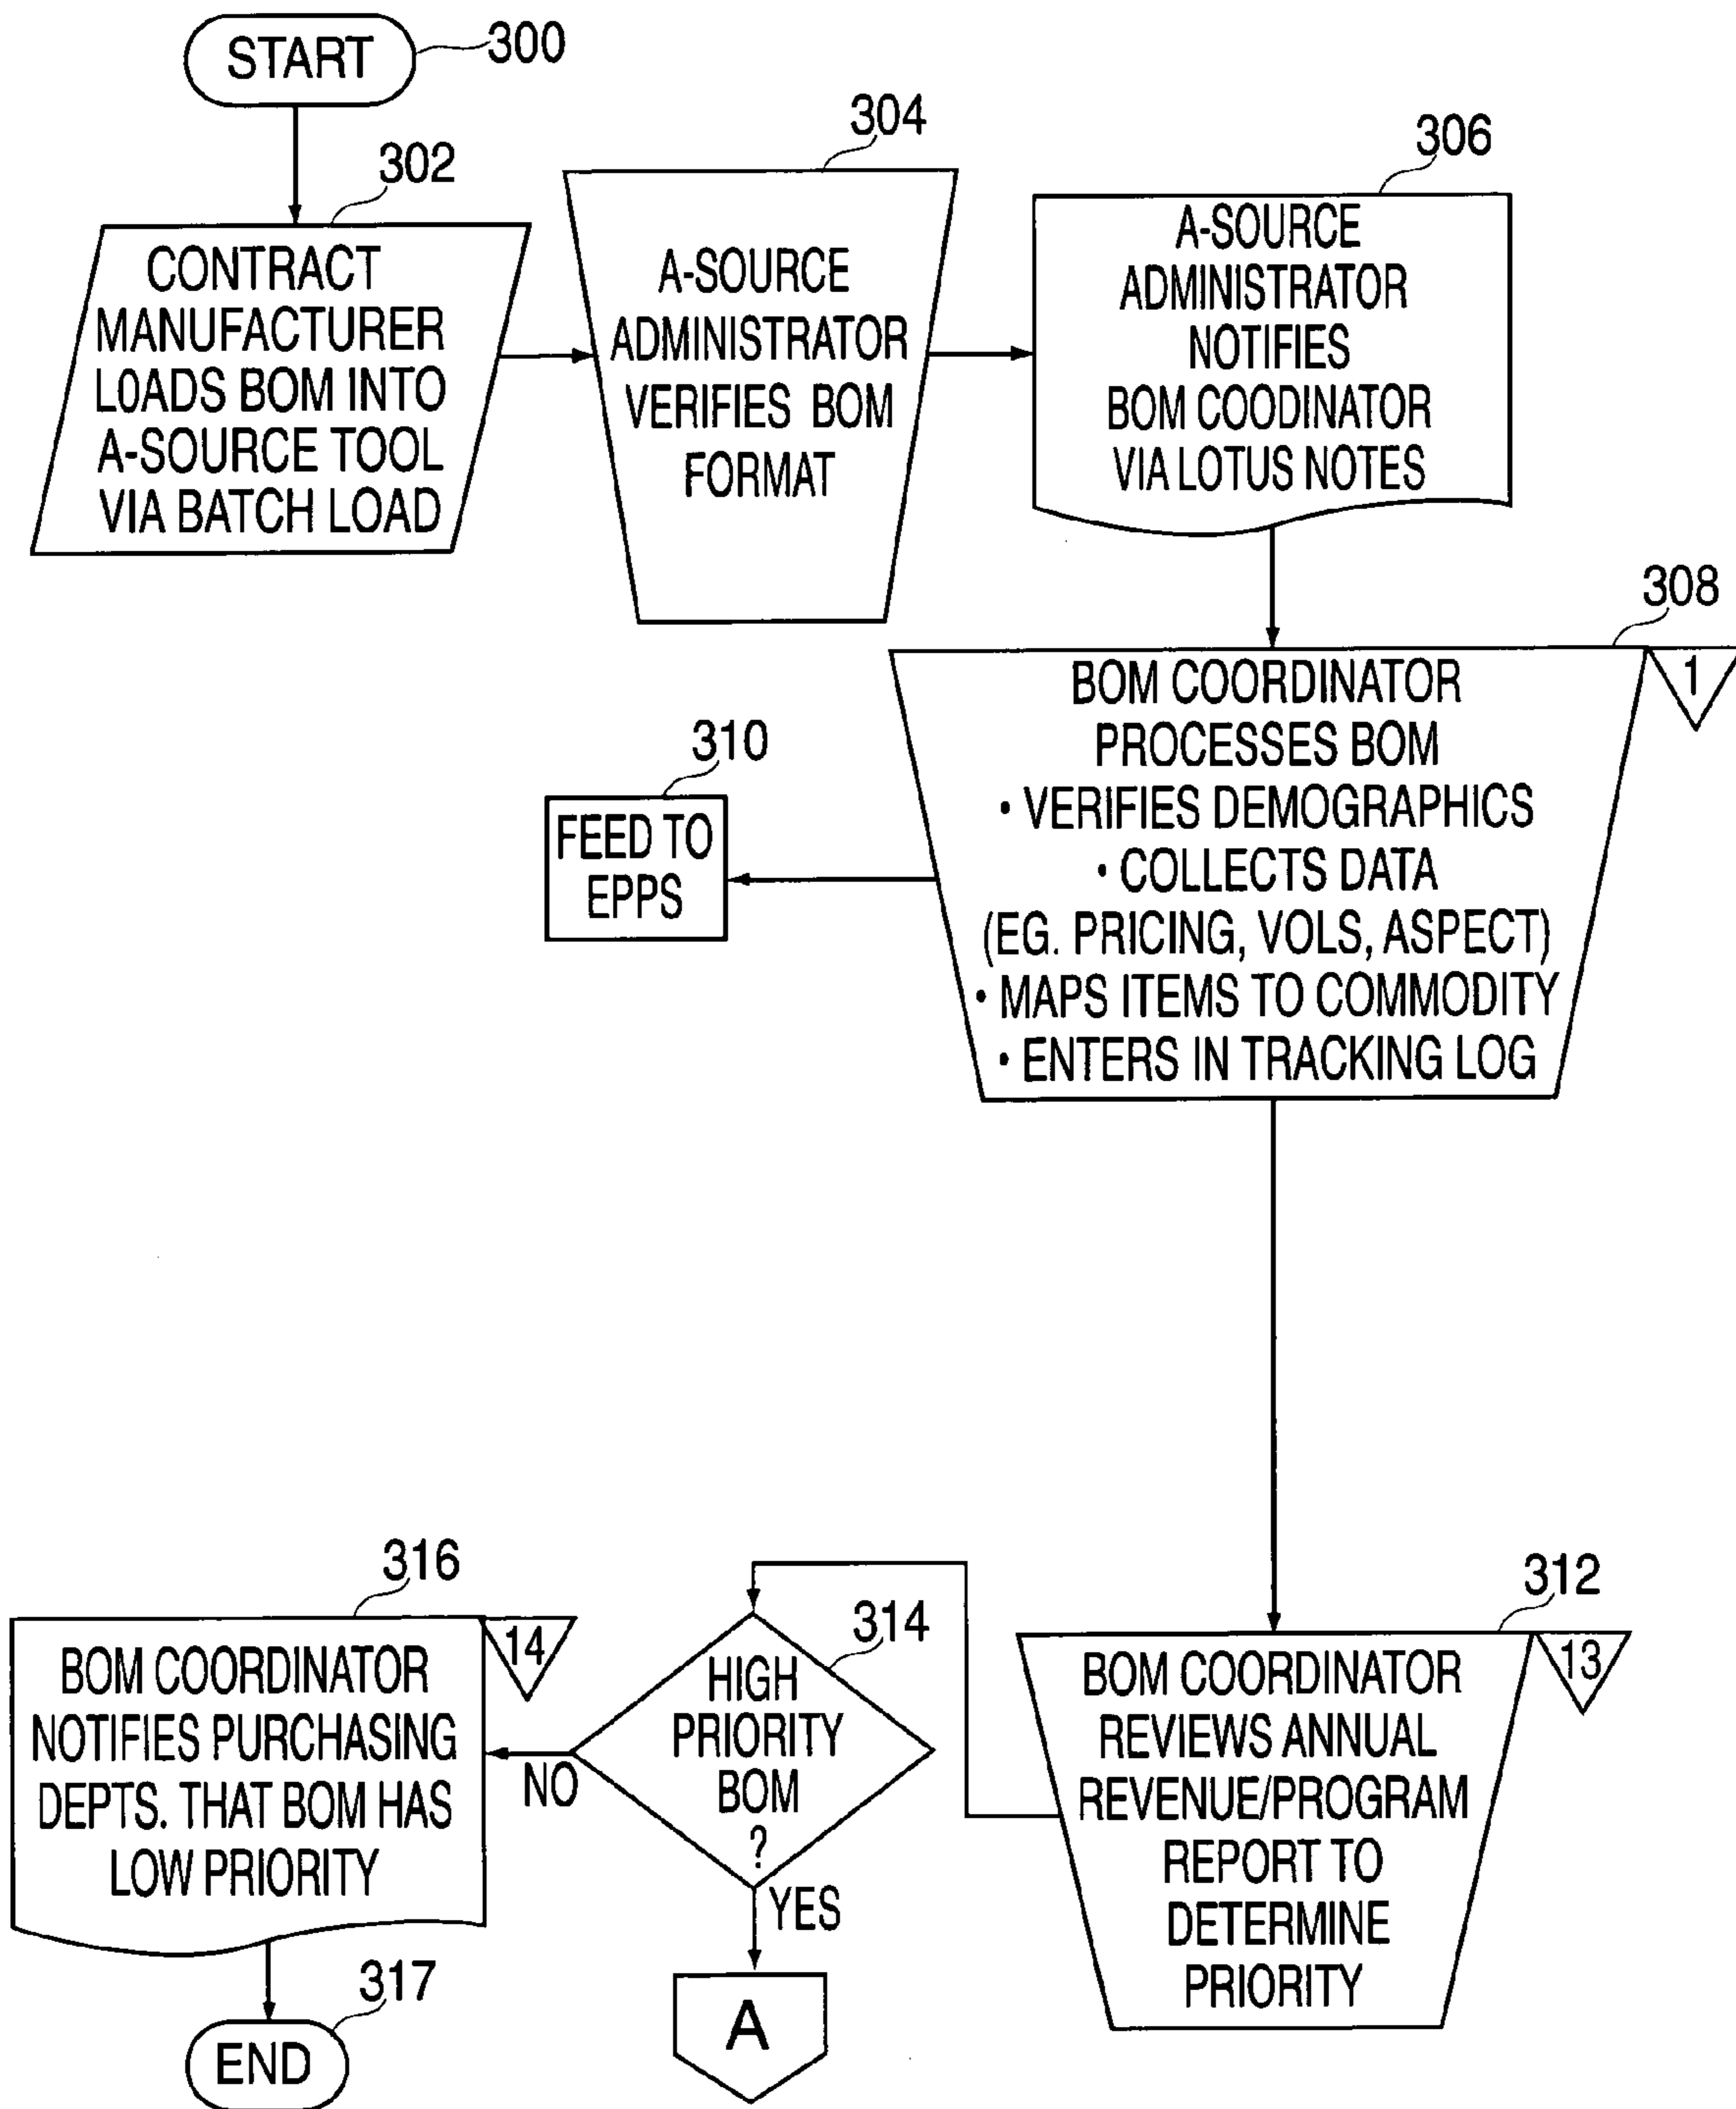 START
300
302
CONTRACT
MANUFACTURER
LOADS BOM INTO
A-SOURCE TOOL
VIA BATCH LOAD
304
A-SOURCE
ADMINISTRATOR
VERIFIES BOM
FORMAT
306
A-SOURCE
ADMINISTRATOR
NOTIFIES
BOM COODINATOR
VIA LOTUS NOTES
308
1
BOM COORDINATOR
PROCESSES BOM
• VERIFIES DEMOGRAPHICS
• COLLECTS DATA
(EG. PRICING, VOLS, ASPECT)
• MAPS ITEMS TO COMMODITY
• ENTERS IN TRACKING LOG
310
FEED TO
EPPS
312
13
BOM COORDINATOR
REVIEWS ANNUAL
REVENUE/PROGRAM
REPORT TO
DETERMINE
PRIORITY
314
HIGH
PRIORITY
BOM
?
NO
YES
A
316
14
BOM COORDINATOR
NOTIFIES PURCHASING
DEPTS. THAT BOM HAS
LOW PRIORITY
317
END